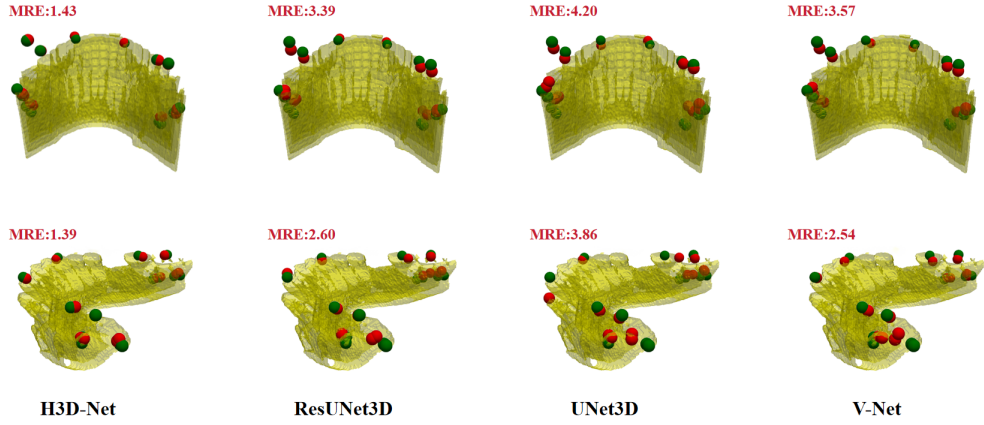 MRE:1.43 MRE:3.39 MRE:4.20 MRE:3.57
MRE:1.39 MRE:2.60 MRE:3.86 MRE:2.54
H3D-Net ResUNet3D UNet3D V-Net